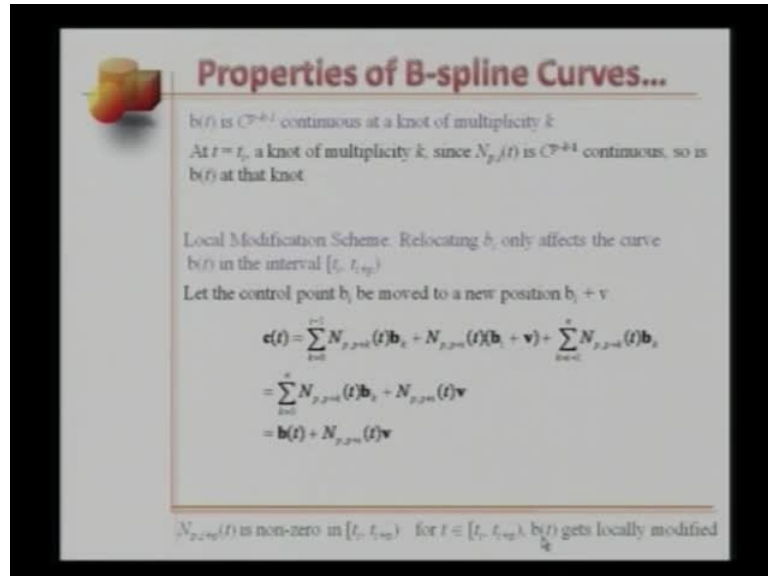 Properties of B-spline Curves...
b(t) is C^{p-k-1} continuous at a knot of multiplicity k
At t = t_i, a knot of multiplicity k, since N_{p,i}(t) is C^{p-k-1} continuous, so is
b(t) at that knot
Local Modification Scheme: Relocating b_i only affects the curve
b(t) in the interval [t_i, t_{i+p})
Let the control point b_i be moved to a new position b_i + v
c(t) = \sum_{k=0}^{i-1} N_{p,p+k}(t)b_k + N_{p,p+i}(t)(b_i + v) + \sum_{k=i+1}^{n} N_{p,p+k}(t)b_k
= \sum_{k=0}^{n} N_{p,p+k}(t)b_k + N_{p,p+i}(t)v
= b(t) + N_{p,p+i}(t)v
N_{p,i+p}(t) is non-zero in [t_i, t_{i+p}) for t ∈ [t_i, t_{i+p}), b(t) gets locally modified